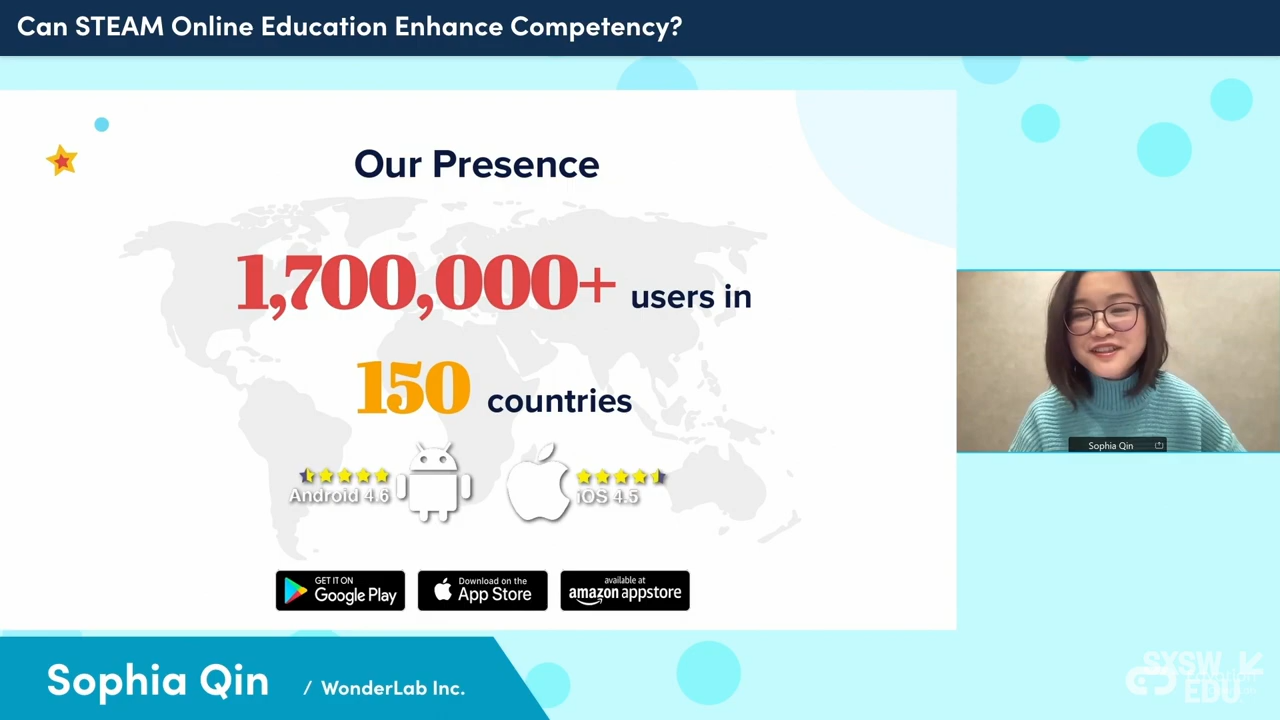 Can STEAM Online Education Enhance Competency?
Our Presence
1,700,000+ users in
150 countries
Android 4.6
iOS 4.5
GET IT ON
Google Play
Download on the
App Store
available at
amazon appstore
Sophia Qin
Sophia Qin / WonderLab Inc.
SXSW
EDU